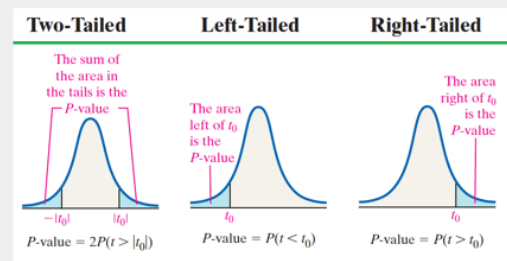 Two-Tailed
Left-Tailed
Right-Tailed
The sum of
the area in
the tails is the
P-value
−|t₀|
|t₀|
P-value = 2P(t > |t₀|)
The area
left of t₀
is the
P-value
t₀
P-value = P(t < t₀)
The area
right of t₀
is the
P-value
t₀
P-value = P(t > t₀)